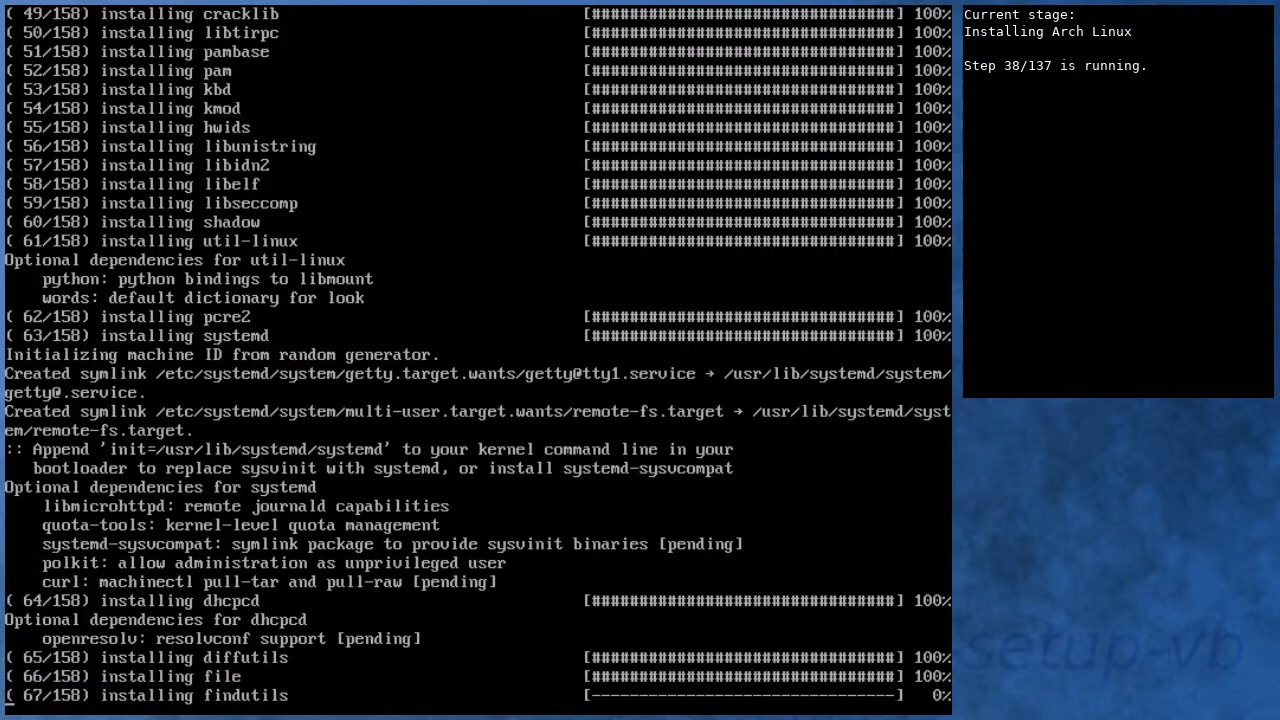 ( 49/158) installing cracklib [################################] 100%
( 50/158) installing libtirpc [################################] 100%
( 51/158) installing pambase [################################] 100%
( 52/158) installing pam [################################] 100%
( 53/158) installing kbd [################################] 100%
( 54/158) installing kmod [################################] 100%
( 55/158) installing hwids [################################] 100%
( 56/158) installing libunistring [################################] 100%
( 57/158) installing libidn2 [################################] 100%
( 58/158) installing libelf [################################] 100%
( 59/158) installing libseccomp [################################] 100%
( 60/158) installing shadow [################################] 100%
( 61/158) installing util-linux [################################] 100%
Optional dependencies for util-linux
    python: python bindings to libmount
    words: default dictionary for look
( 62/158) installing pcre2 [################################] 100%
( 63/158) installing systemd [################################] 100%
Initializing machine ID from random generator.
Created symlink /etc/systemd/system/getty.target.wants/getty@tty1.service → /usr/lib/systemd/system/
getty@.service.
Created symlink /etc/systemd/system/multi-user.target.wants/remote-fs.target → /usr/lib/systemd/syst
em/remote-fs.target.
:: Append 'init=/usr/lib/systemd/systemd' to your kernel command line in your
   bootloader to replace sysvinit with systemd, or install systemd-sysvcompat
Optional dependencies for systemd
    libmicrohttpd: remote journald capabilities
    quota-tools: kernel-level quota management
    systemd-sysvcompat: symlink package to provide sysvinit binaries [pending]
    polkit: allow administration as unprivileged user
    curl: machinectl pull-tar and pull-raw [pending]
( 64/158) installing dhcpcd [################################] 100%
Optional dependencies for dhcpcd
    openresolv: resolvconf support [pending]
( 65/158) installing diffutils [################################] 100%
( 66/158) installing file [################################] 100%
( 67/158) installing findutils [--------------------------------] 0%
Current stage:
Installing Arch Linux
Step 38/137 is running.
setup-vb